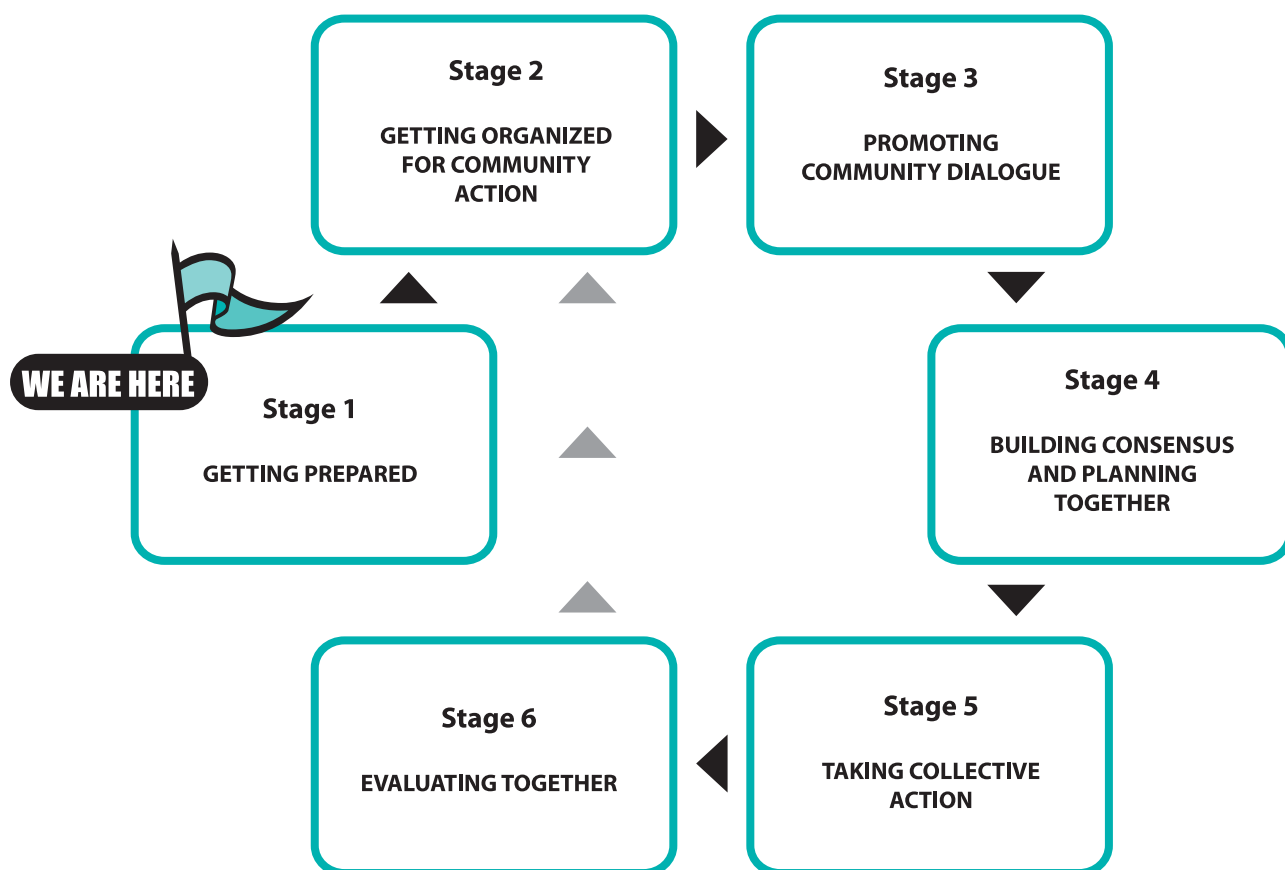 Stage 2
GETTING ORGANIZED
FOR COMMUNITY
ACTION
Stage 3
PROMOTING
COMMUNITY DIALOGUE
WE ARE HERE
Stage 1
GETTING PREPARED
Stage 4
BUILDING CONSENSUS
AND PLANNING
TOGETHER
Stage 6
EVALUATING TOGETHER
Stage 5
TAKING COLLECTIVE
ACTION